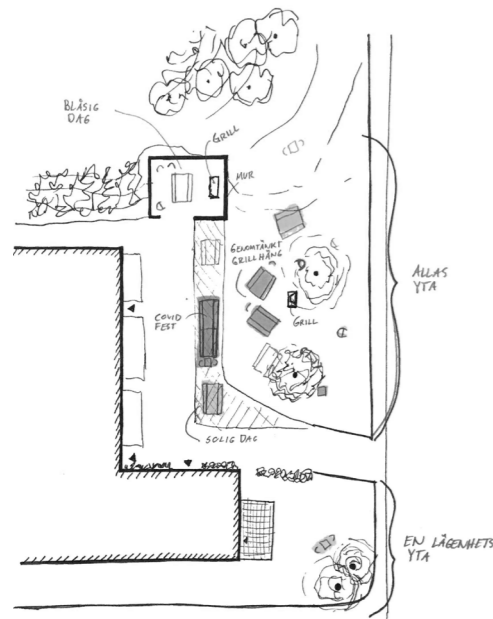 BLÅSIG
DAG
GRILL
MUR
GENOMTÄNKT
GRILLHÄNG
ALLAS
YTA
COVID
FEST
GRILL
SOLIG DAG
EN LÄGENHETS
YTA